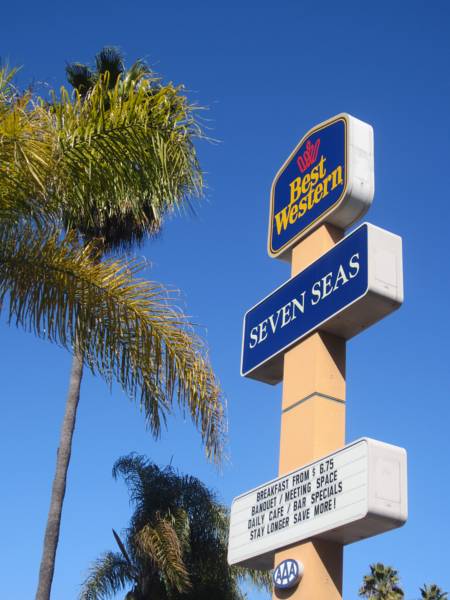 Best
Western
SEVEN SEAS
BREAKFAST FROM $ 6.75
BANQUET / MEETING SPACE
DAILY CAFE / BAR SPECIALS
STAY LONGER SAVE MORE!
AAA